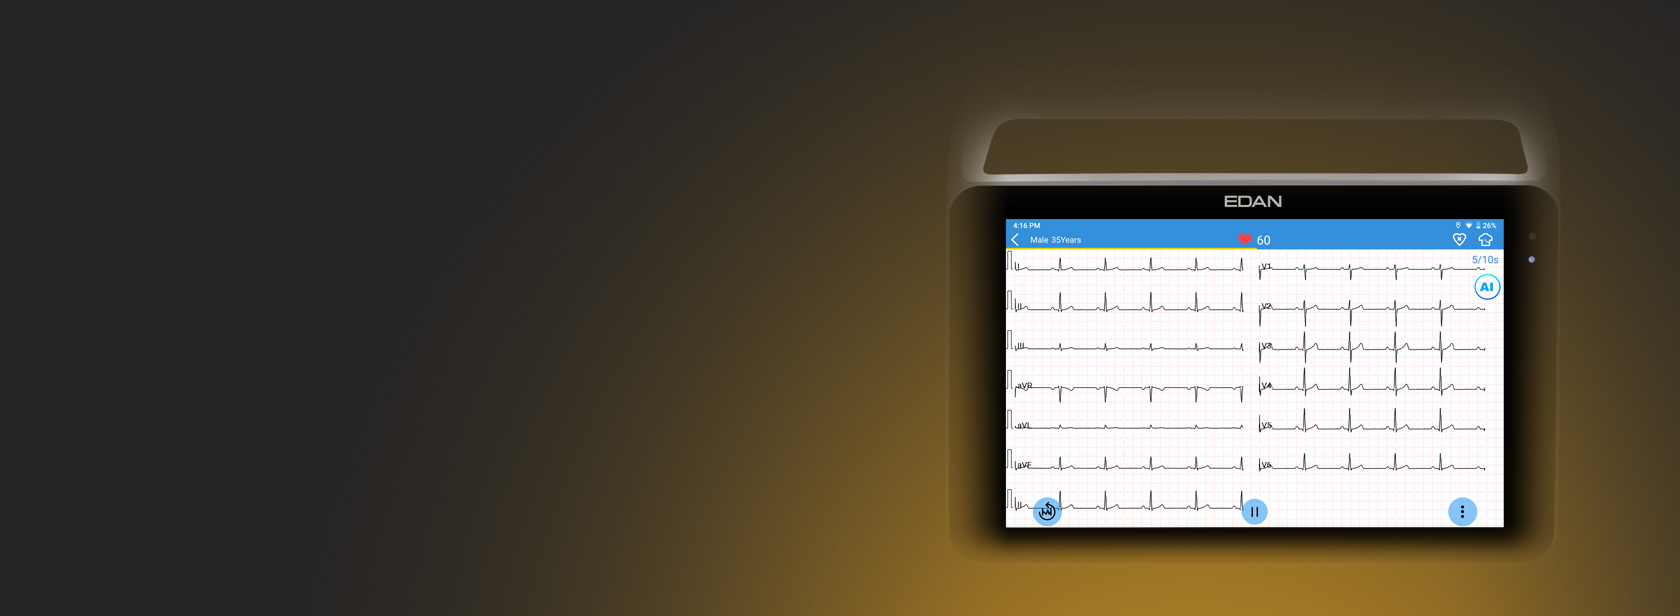 EDAN
4:16 PM
26%
Male 35Years
60
5/10s
AI
I
V1
II
V2
III
V3
aVR
V4
aVL
V5
aVF
V6
II